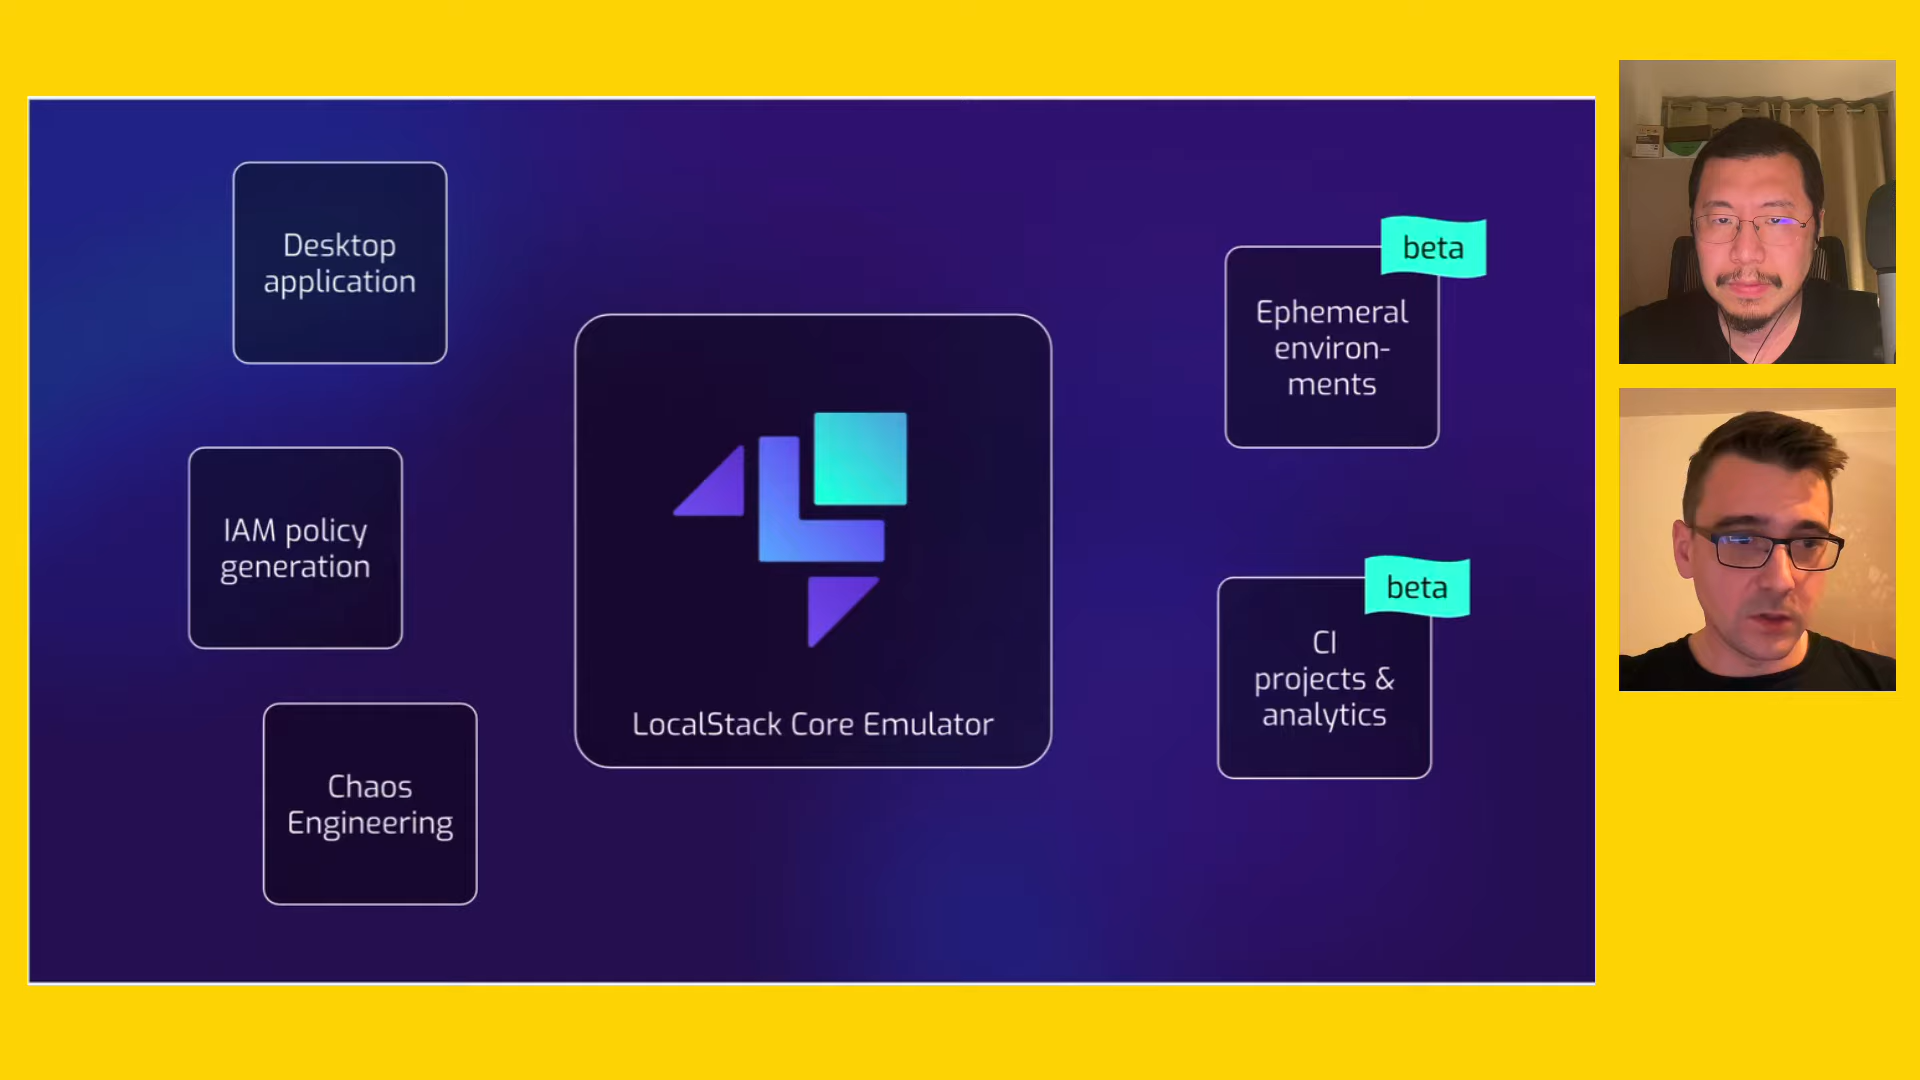 Desktop
application
IAM policy
generation
Chaos
Engineering
LocalStack Core Emulator
beta
Ephemeral
environ-
ments
beta
CI
projects &
analytics